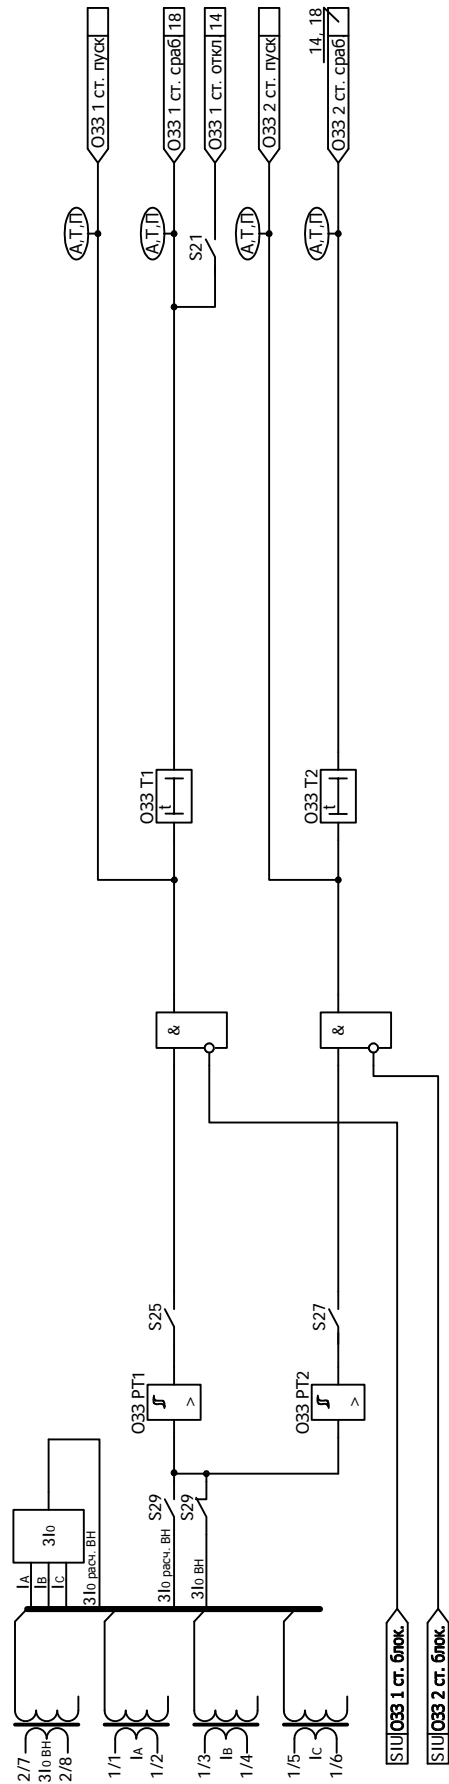 2/7
3I0 ВН
2/8
1/1
IA
1/2
1/3
IB
1/4
1/5
IC
1/6
IA
IB
IC
3I0
3I0 расч. ВН
3I0 расч. ВН
S29
3I0 ВН
S29
ОЗЗ РТ1
>
S25
ОЗЗ РТ2
>
S27
&
&
ОЗЗ Т1
t
ОЗЗ Т2
t
А,Т,П
ОЗЗ 1 ст. пуск
А,Т,П
ОЗЗ 1 ст. сраб 18
S21
ОЗЗ 1 ст. откл 14
А,Т,П
ОЗЗ 2 ст. пуск
А,Т,П
14, 18
ОЗЗ 2 ст. сраб
SIU ОЗЗ 1 ст. блок.
SIU ОЗЗ 2 ст. блок.